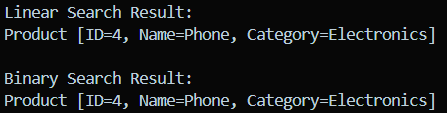 Linear Search Result:
Product [ID=4, Name=Phone, Category=Electronics]
Binary Search Result:
Product [ID=4, Name=Phone, Category=Electronics]